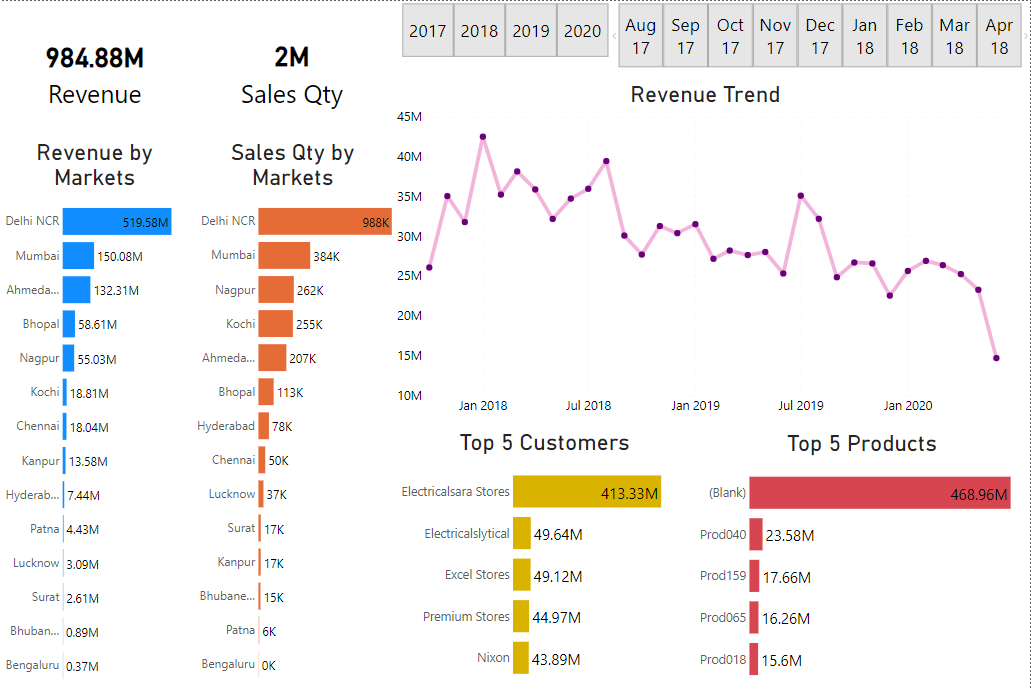 2017 2018 2019 2020
Aug 17 Sep 17 Oct 17 Nov 17 Dec 17 Jan 18 Feb 18 Mar 18 Apr 18
984.88M
Revenue
2M
Sales Qty
Revenue by
Markets
Delhi NCR 519.58M
Mumbai 150.08M
Ahmeda... 132.31M
Bhopal 58.61M
Nagpur 55.03M
Kochi 18.81M
Chennai 18.04M
Kanpur 13.58M
Hyderab... 7.44M
Patna 4.43M
Lucknow 3.09M
Surat 2.61M
Bhuban... 0.89M
Bengaluru 0.37M
Sales Qty by
Markets
Delhi NCR 988K
Mumbai 384K
Nagpur 262K
Kochi 255K
Ahmeda... 207K
Bhopal 113K
Hyderabad 78K
Chennai 50K
Lucknow 37K
Surat 17K
Kanpur 17K
Bhubane... 15K
Patna 6K
Bengaluru 0K
Revenue Trend
45M
40M
35M
30M
25M
20M
15M
10M
Jan 2018 Jul 2018 Jan 2019 Jul 2019 Jan 2020
Top 5 Customers
Electricalsara Stores 413.33M
Electricalslytical 49.64M
Excel Stores 49.12M
Premium Stores 44.97M
Nixon 43.89M
Top 5 Products
(Blank) 468.96M
Prod040 23.58M
Prod159 17.66M
Prod065 16.26M
Prod018 15.6M